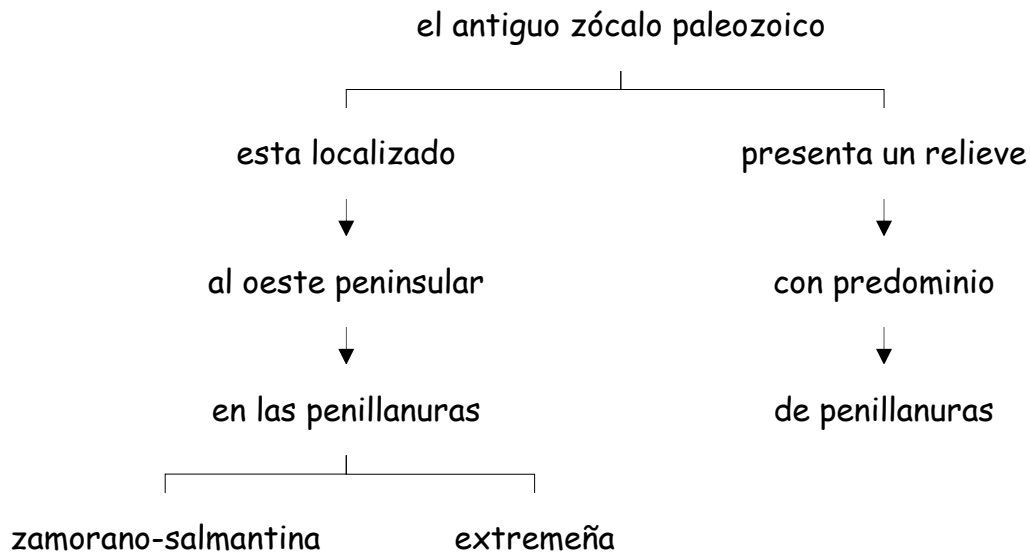 el antiguo zócalo paleozoico
esta localizado
presenta un relieve
al oeste peninsular
con predominio
en las penillanuras
de penillanuras
zamorano-salmantina
extremeña